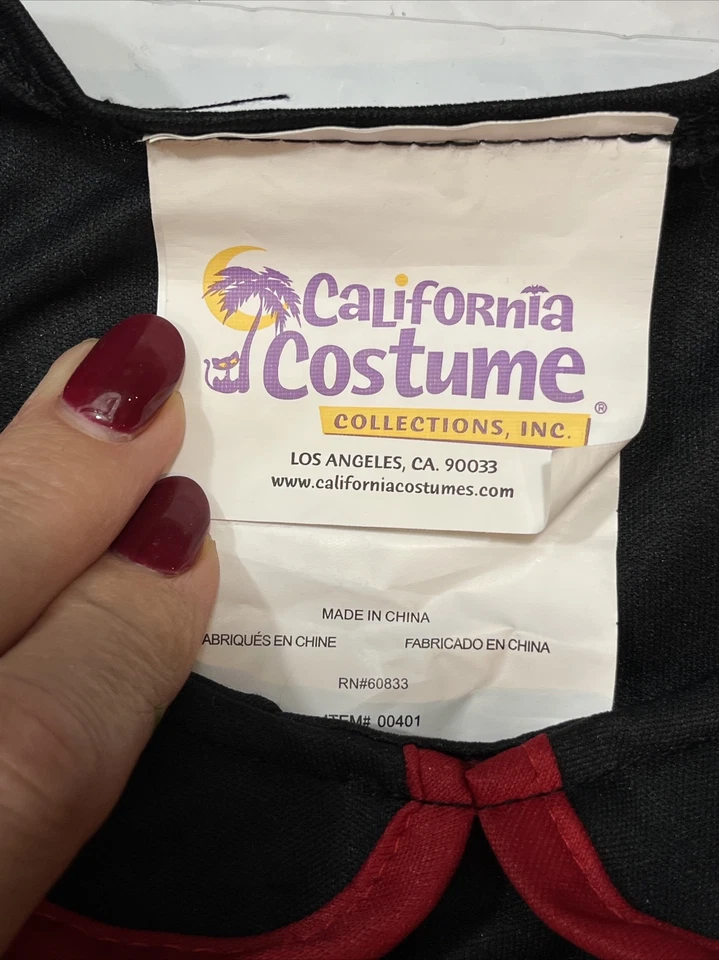 California
Costume
COLLECTIONS, INC.
®
LOS ANGELES, CA. 90033
www.californiacostumes.com
MADE IN CHINA
ABRIQUÉS EN CHINE
FABRICADO EN CHINA
RN#60833
ITEM# 00401